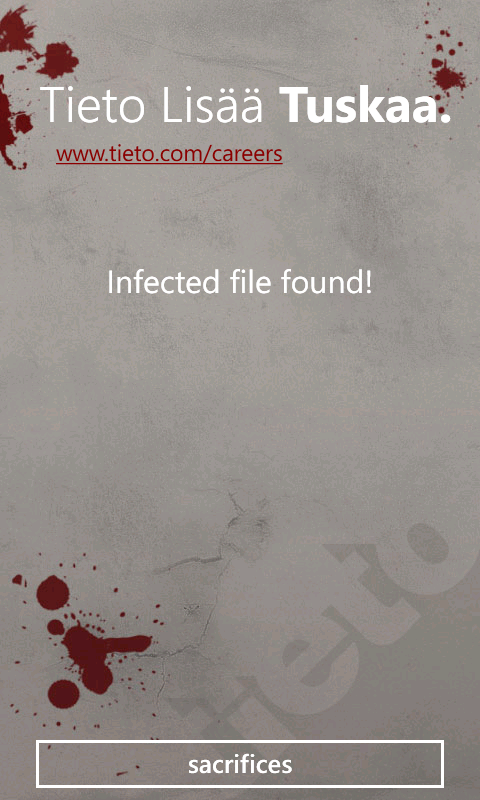 Tieto Lisää Tuskaa.
www.tieto.com/careers
Infected file found!
tieto
sacrifices